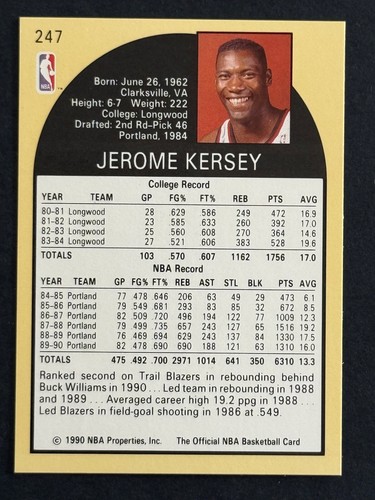 247
NBA
Born: June 26, 1962
Clarksville, VA
Height: 6-7 Weight: 222
College: Longwood
Drafted: 2nd Rd-Pick 46
Portland, 1984
JEROME KERSEY
College Record
YEAR TEAM GP FG% FT% REB PTS AVG
80-81 Longwood 28 .629 .586 249 472 16.9
81-82 Longwood 23 .585 .633 260 392 17.0
82-83 Longwood 25 .560 .608 270 364 14.6
83-84 Longwood 27 .521 .606 383 528 19.6
TOTALS 103 .570 .607 1162 1756 17.0
NBA Record
YEAR TEAM GP FG% FT% REB AST STL BLK PTS AVG
84-85 Portland 77 .478 .646 206 63 49 29 473 6.1
85-86 Portland 79 .549 .681 293 83 85 32 672 8.5
86-87 Portland 82 .509 .720 496 194 122 77 1009 12.3
87-88 Portland 79 .499 .735 657 243 127 65 1516 19.2
88-89 Portland 76 .469 .694 629 243 137 84 1330 17.5
89-90 Portland 82 .478 .690 690 188 121 63 1310 16.0
TOTALS 475 .492 .700 2971 1014 641 350 6310 13.3
Ranked second on Trail Blazers in rebounding behind
Buck Williams in 1990 . . . Led team in rebounding in 1988
and 1989 . . . Averaged career high 19.2 ppg in 1988 . . .
Led Blazers in field-goal shooting in 1986 at .549.
© 1990 NBA Properties, Inc. The Official NBA Basketball Card